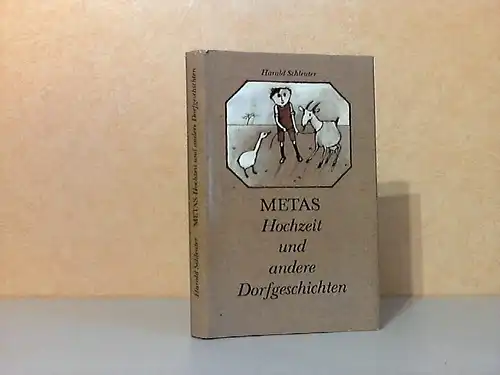 Harald Schleuter
METAS
Hochzeit
und
andere
Dorfgeschichten
Harald Schleuter METAS Hochzeit und andere Dorfgeschichten